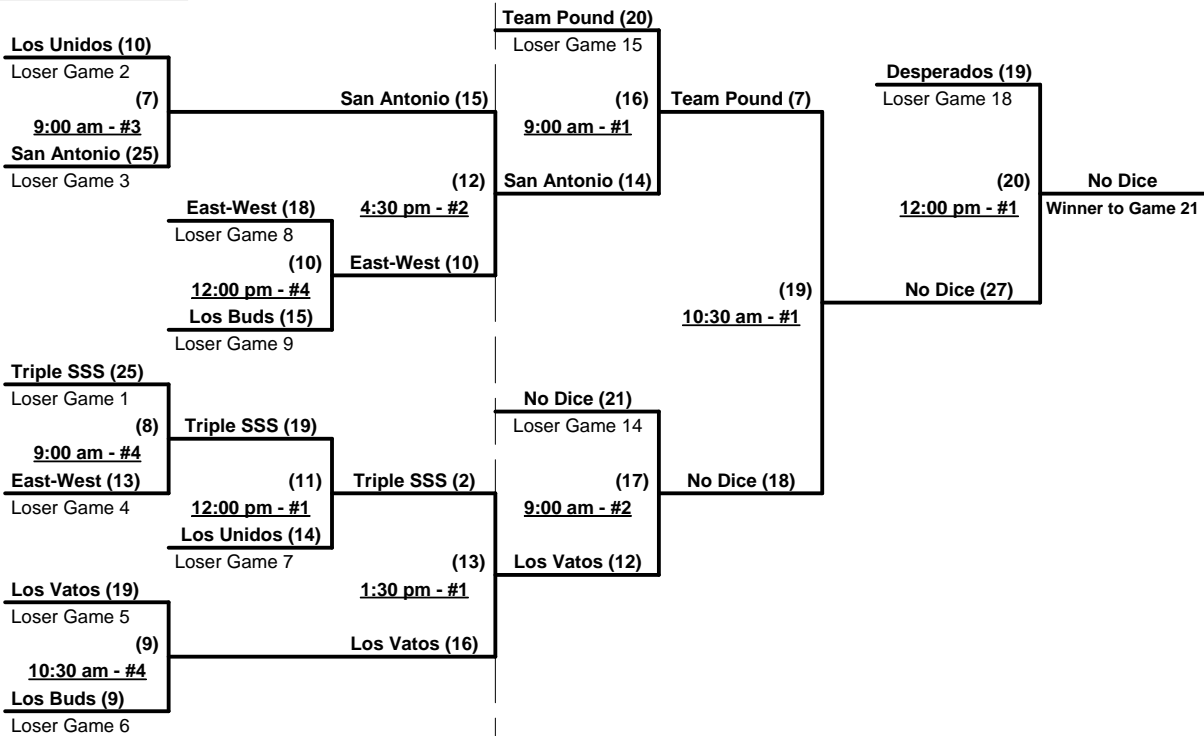 Team Pound (20)
Los Unidos (10)
Loser Game 15
Loser Game 2
Desperados (19)
(7)
San Antonio (15)
(16)
Team Pound (7)
Loser Game 18
9:00 am - #3
9:00 am - #1
San Antonio (25)
Loser Game 3
(12)
San Antonio (14)
(20)
No Dice
East-West (18)
4:30 pm - #2
12:00 pm - #1
Winner to Game 21
Loser Game 8
(10)
East-West (10)
12:00 pm - #4
(19)
No Dice (27)
Los Buds (15)
10:30 am - #1
Loser Game 9
Triple SSS (25)
Loser Game 1
No Dice (21)
(8)
Triple SSS (19)
Loser Game 14
9:00 am - #4
East-West (13)
(11)
Triple SSS (2)
(17)
No Dice (18)
Loser Game 4
12:00 pm - #1
9:00 am - #2
Los Unidos (14)
Loser Game 7
(13)
Los Vatos (12)
Los Vatos (19)
1:30 pm - #1
Loser Game 5
(9)
Los Vatos (16)
10:30 am - #4
Los Buds (9)
Loser Game 6